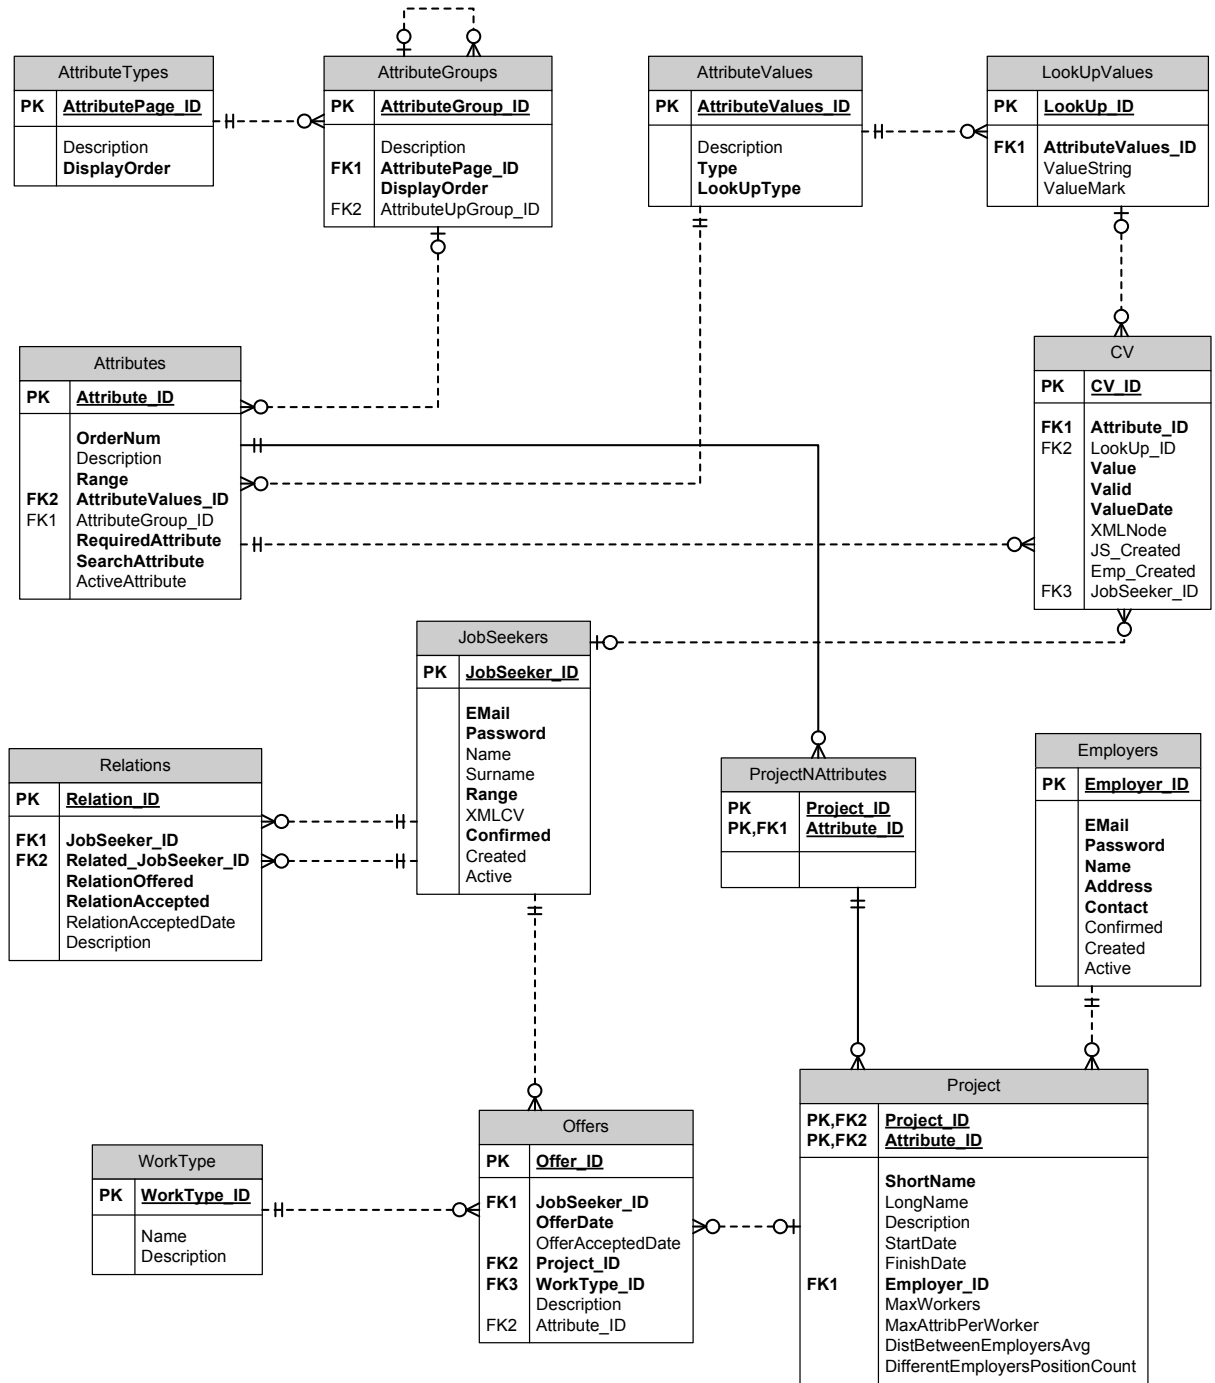 AttributeTypes
PK AttributePage_ID
Description
DisplayOrder
AttributeGroups
PK AttributeGroup_ID
Description
FK1 AttributePage_ID
DisplayOrder
FK2 AttributeUpGroup_ID
AttributeValues
PK AttributeValues_ID
Description
Type
LookUpType
LookUpValues
PK LookUp_ID
FK1 AttributeValues_ID
ValueString
ValueMark
Attributes
PK Attribute_ID
OrderNum
Description
Range
FK2 AttributeValues_ID
FK1 AttributeGroup_ID
RequiredAttribute
SearchAttribute
ActiveAttribute
CV
PK CV_ID
FK1 Attribute_ID
FK2 LookUp_ID
Value
Valid
ValueDate
XMLNode
JS_Created
Emp_Created
FK3 JobSeeker_ID
JobSeekers
PK JobSeeker_ID
EMail
Password
Name
Surname
Range
XMLCV
Confirmed
Created
Active
Relations
PK Relation_ID
FK1 JobSeeker_ID
FK2 Related_JobSeeker_ID
RelationOffered
RelationAccepted
RelationAcceptedDate
Description
ProjectNAttributes
PK Project_ID
PK,FK1 Attribute_ID
Employers
PK Employer_ID
EMail
Password
Name
Address
Contact
Confirmed
Created
Active
WorkType
PK WorkType_ID
Name
Description
Offers
PK Offer_ID
FK1 JobSeeker_ID
OfferDate
OfferAcceptedDate
FK2 Project_ID
FK3 WorkType_ID
Description
FK2 Attribute_ID
Project
PK,FK2 Project_ID
PK,FK2 Attribute_ID
ShortName
LongName
Description
StartDate
FinishDate
FK1 Employer_ID
MaxWorkers
MaxAttribPerWorker
DistBetweenEmployersAvg
DifferentEmployersPositionCount